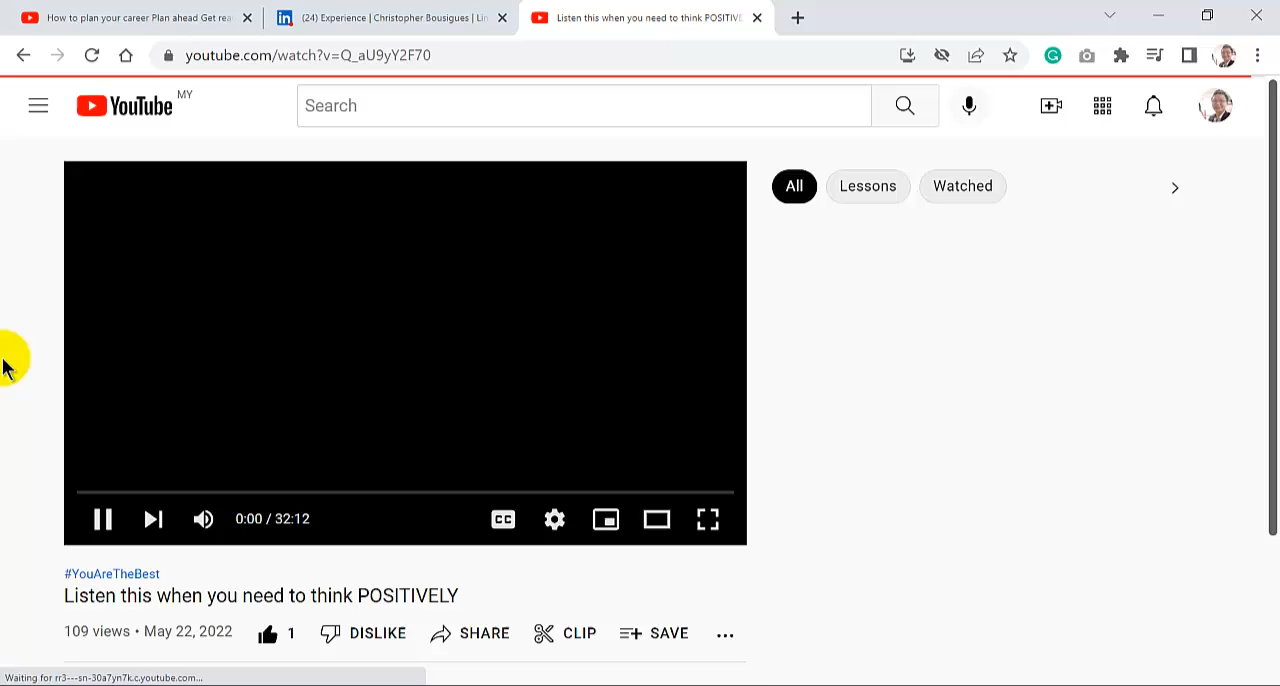 How to plan your career Plan ahead Get rea
(24) Experience | Christopher Bousigues | Lin
Listen this when you need to think POSITIVE
youtube.com/watch?v=Q_aU9yY2F70
YouTube MY
Search
All
Lessons
Watched
0:00 / 32:12
CC
#YouAreTheBest
Listen this when you need to think POSITIVELY
109 views • May 22, 2022
1
DISLIKE
SHARE
CLIP
SAVE
Waiting for rr3---sn-30a7yn7k.c.youtube.com...